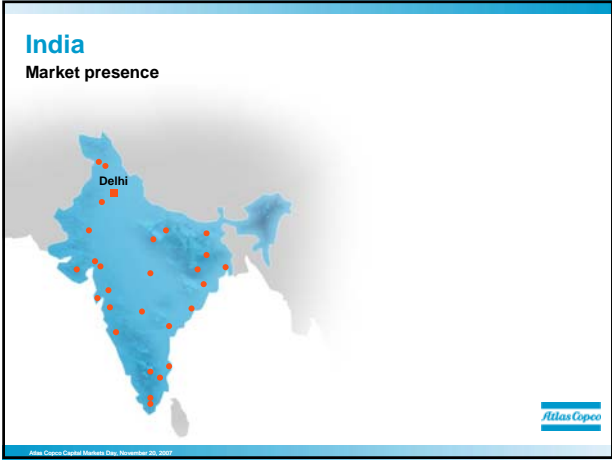 India
Market presence
Delhi
Atlas Copco
Atlas Copco Capital Markets Day, November 20, 2007